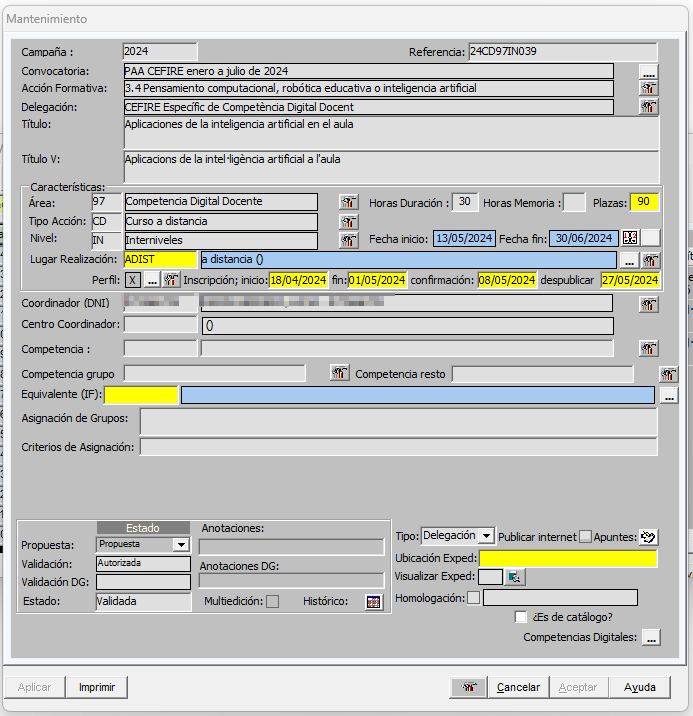 Mantenimiento
Campaña : 2024 Referencia: 24CD97IN039
Convocatoria: PAA CEFIRE enero a julio de 2024 ....
Acción Formativa: 3.4 Pensamiento computacional, robótica educativa o inteligencia artificial
Delegación: CEFIRE Específic de Competència Digital Docent
Título: Aplicaciones de la inteligencia artificial en el aula
Título V: Aplicacions de la intel·ligència artificial a l'aula
Características:
Área: 97 Competencia Digital Docente Horas Duración : 30 Horas Memoria : Plazas: 90
Tipo Acción: CD Curso a distancia
Nivel: IN Interniveles Fecha inicio: 13/05/2024 Fecha fin: 30/06/2024
Lugar Realización: ADIST a distancia () ...
Perfil: X ... Inscripción; inicio: 18/04/2024 fin: 01/05/2024 confirmación: 08/05/2024 despublicar 27/05/2024
Coordinador (DNI)
Centro Coordinador: ()
Competencia :
Competencia grupo Competencia resto
Equivalente (IF): ...
Asignación de Grupos:
Criterios de Asignación:
Estado Anotaciones:
Propuesta: Propuesta
Validación: Autorizada Anotaciones DG:
Validación DG:
Estado: Validada Multiedición: Histórico:
Tipo: Delegación Publicar internet Apuntes:
Ubicación Exped:
Visualizar Exped:
Homologación:
¿Es de catálogo?
Competencias Digitales: ...
Aplicar Imprimir Cancelar Aceptar Ayuda